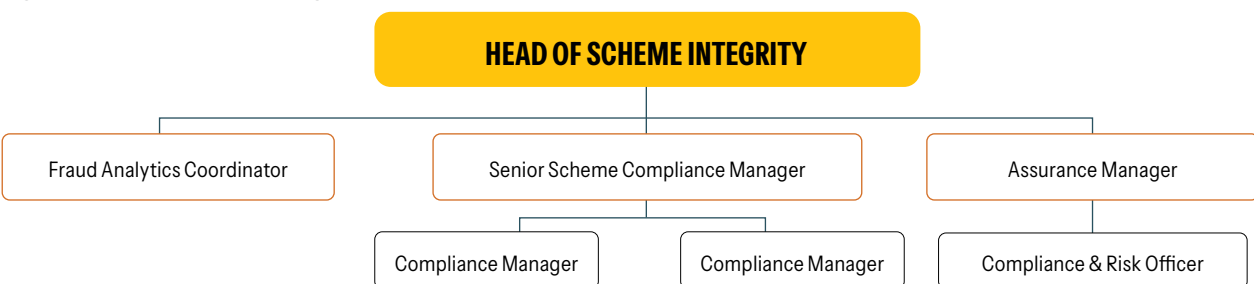 HEAD OF SCHEME INTEGRITY
Fraud Analytics Coordinator
Senior Scheme Compliance Manager
Assurance Manager
Compliance Manager
Compliance Manager
Compliance & Risk Officer